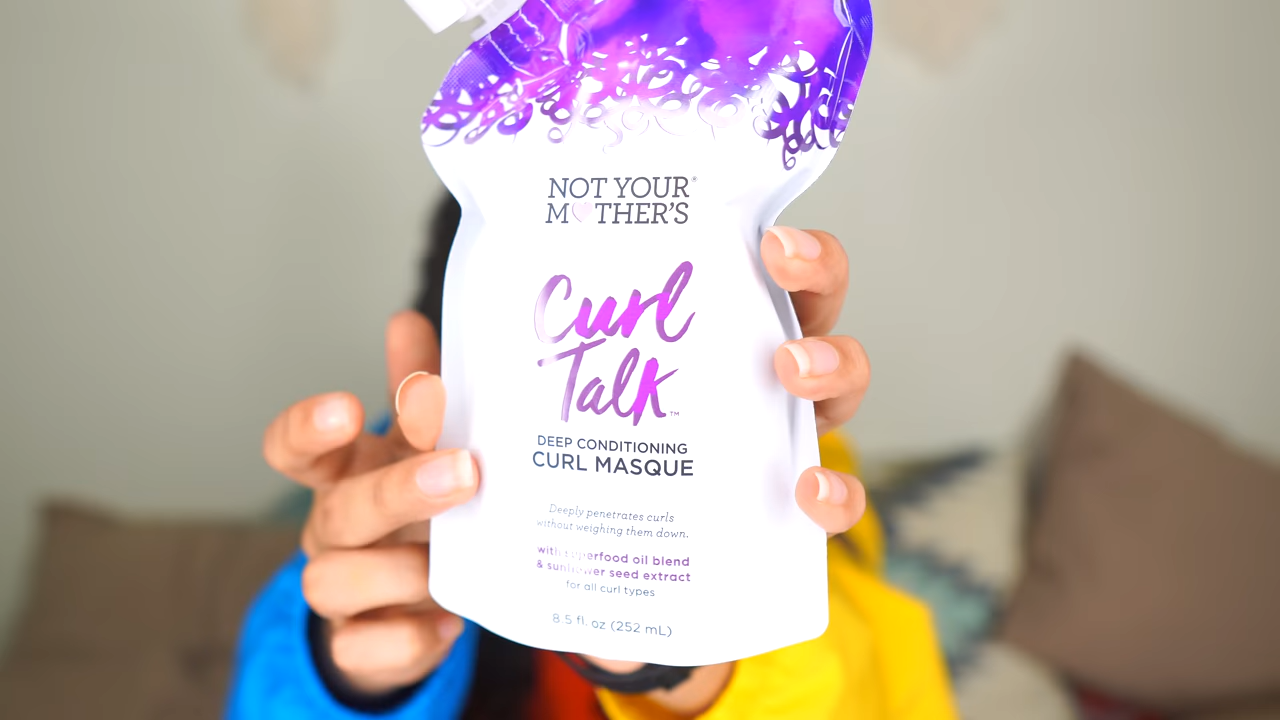 NOT YOUR®
MOTHER'S
Curl
Talk™
DEEP CONDITIONING
CURL MASQUE
Deeply penetrates curls
without weighing them down.
with superfood oil blend
& sunflower seed extract
for all curl types
8.5 fl. oz (252 mL)